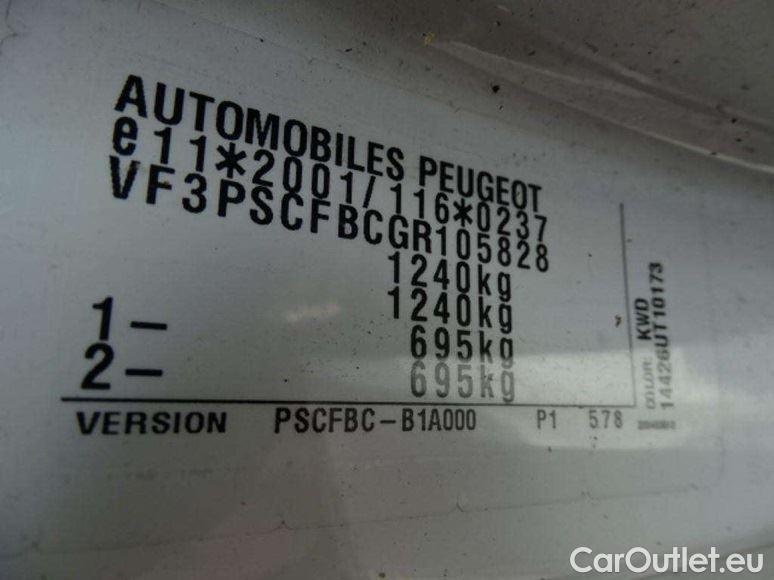 AUTOMOBILES PEUGEOT
e11*2001/116*0237
VF3PSCFBCGR105828
1240kg
1240kg
1- 695kg
2- 695kg
VERSION PSCFBC-B1A000 P1 578
COLOR: KWD
14426UT10173
CarOutlet.eu